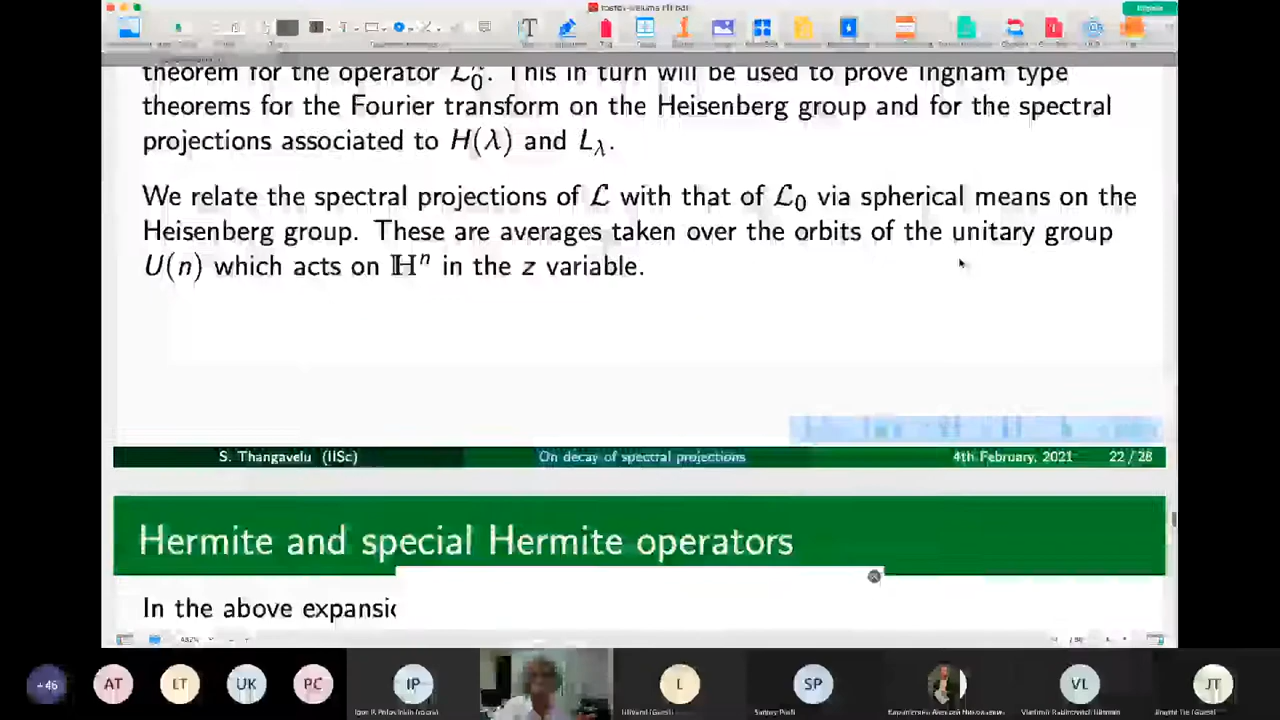 theorem for the operator 𝓛₀. This in turn will be used to prove Ingham type
theorems for the Fourier transform on the Heisenberg group and for the spectral
projections associated to H(λ) and L_λ.
We relate the spectral projections of 𝓛 with that of 𝓛₀ via spherical means on the
Heisenberg group. These are averages taken over the orbits of the unitary group
U(n) which acts on ℍⁿ in the z variable.
S. Thangavelu (IISc)
On decay of spectral projections
4th February, 2021
22 / 28
Hermite and special Hermite operators
In the above
+46
AT
LT
UK
PC
IP
L
SP
VL
JT